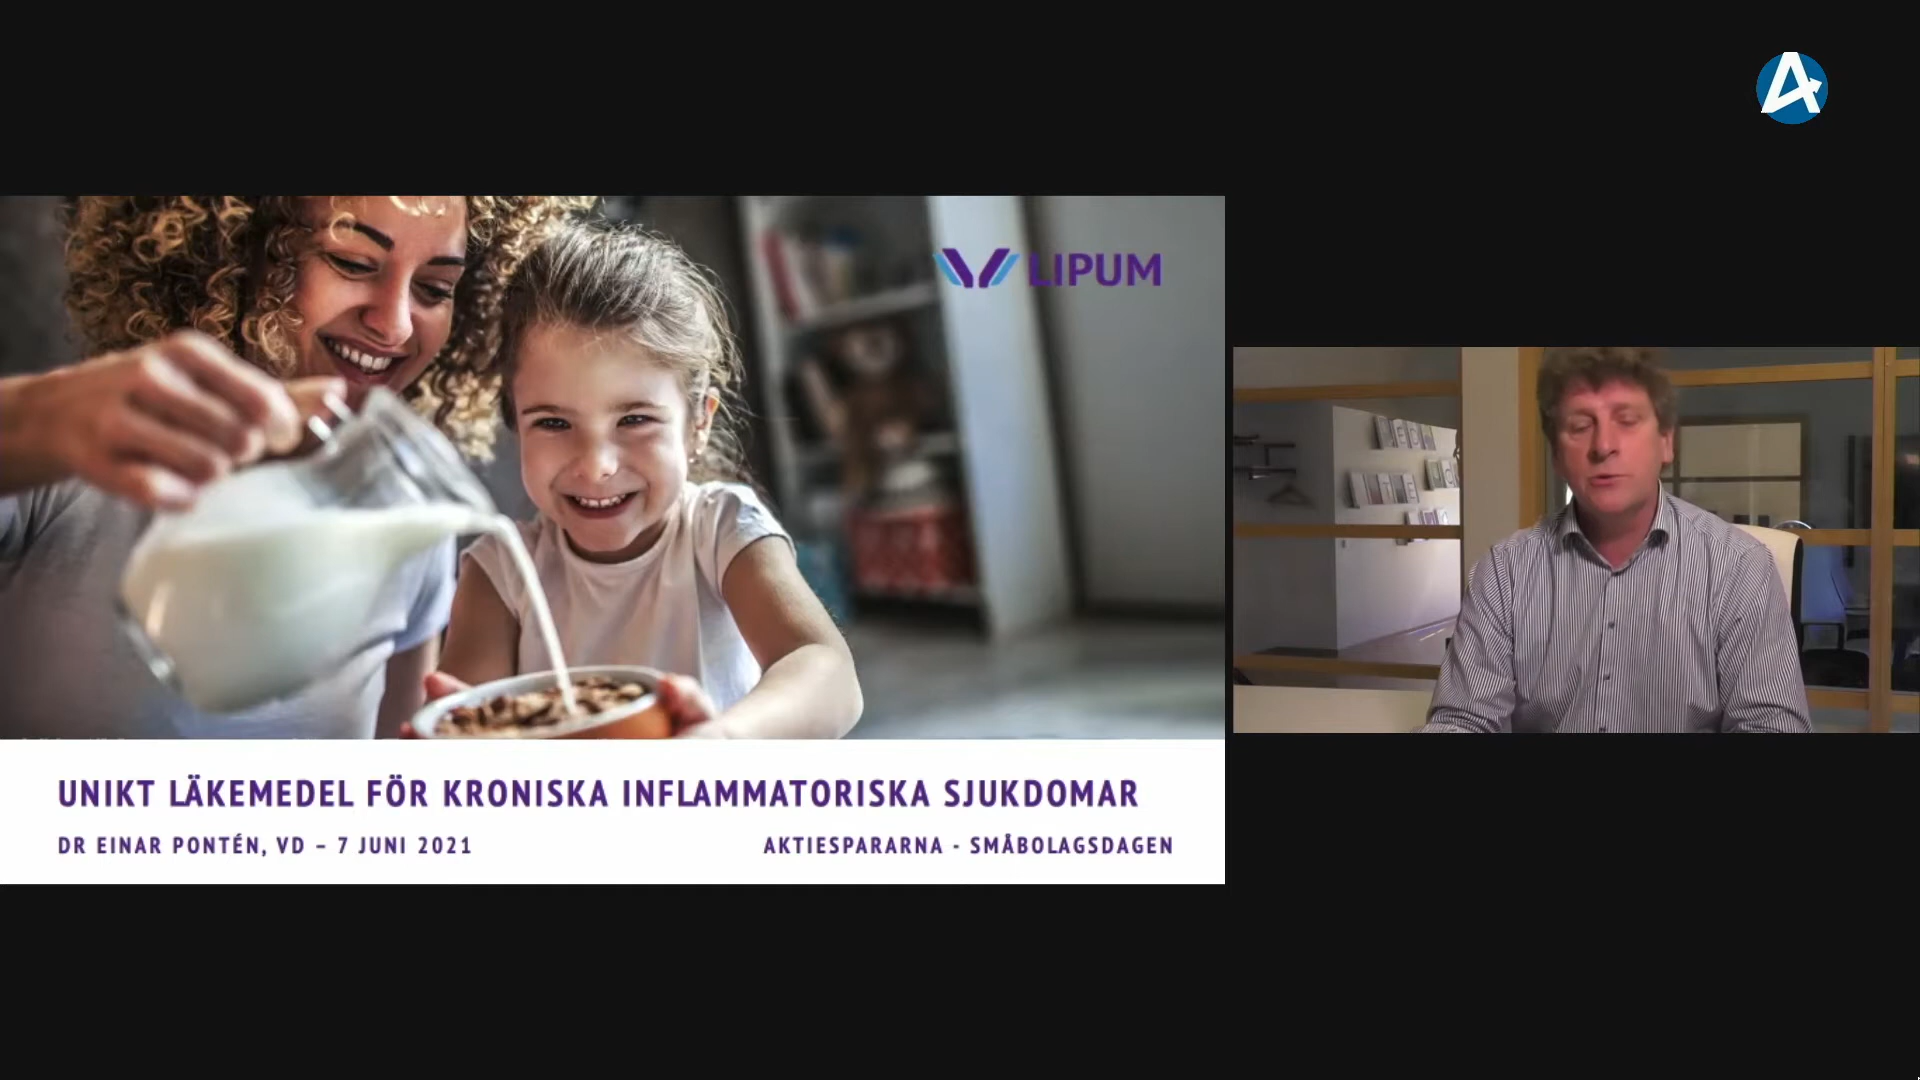 LIPUM
UNIKT LÄKEMEDEL FÖR KRONISKA INFLAMMATORISKA SJUKDOMAR
DR EINAR PONTÉN, VD – 7 JUNI 2021
AKTIESPARARNA - SMÅBOLAGSDAGEN